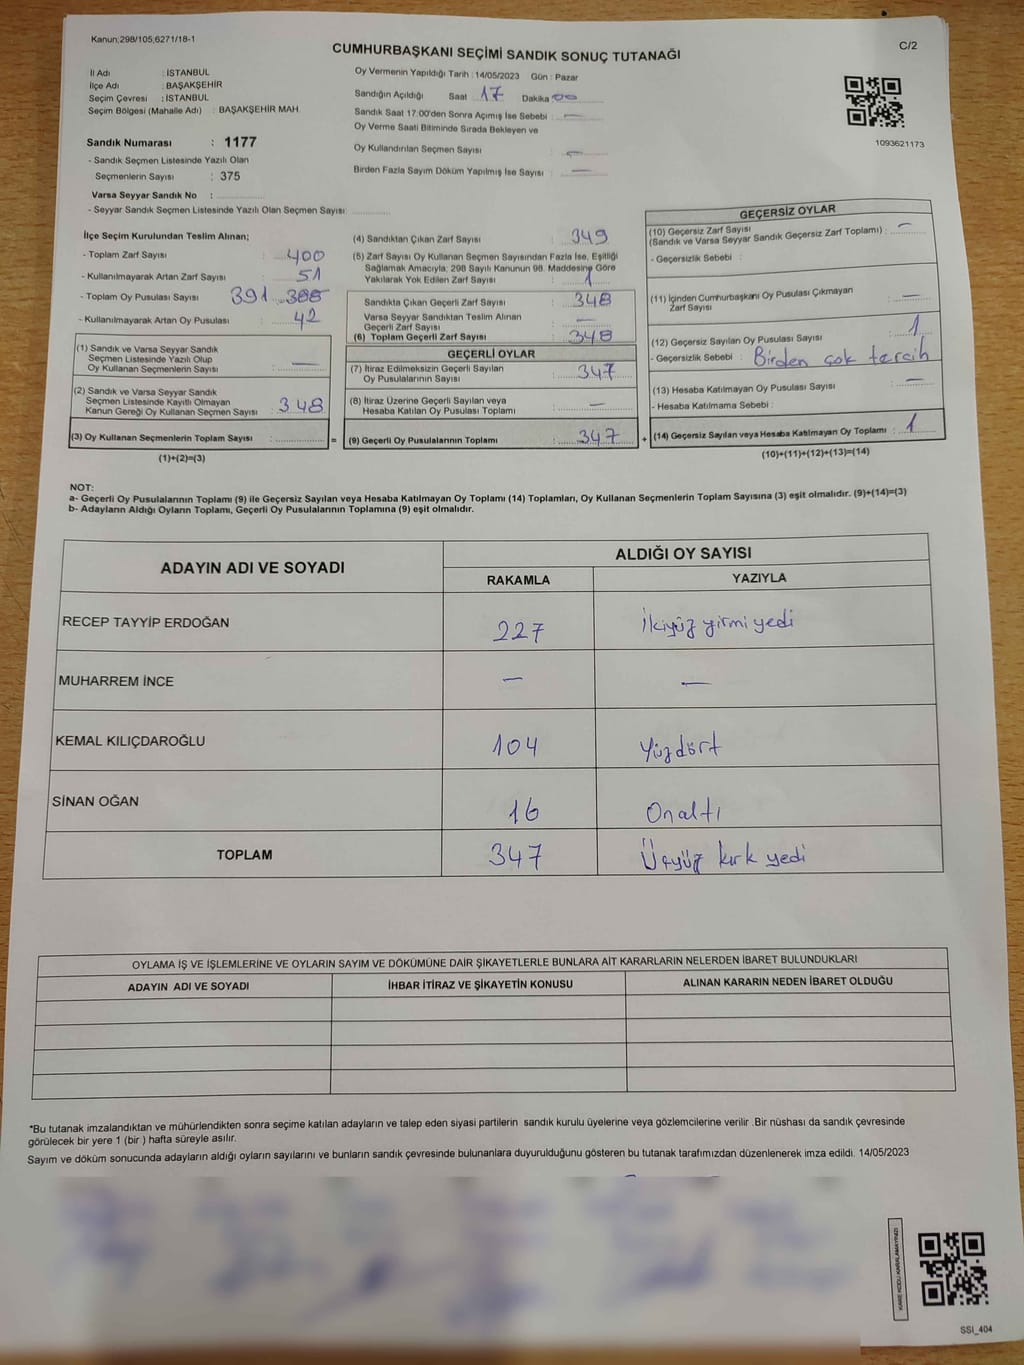 Kanun;298/105,6271/18-1
C/2
CUMHURBAŞKANI SEÇİMİ SANDIK SONUÇ TUTANAĞI
İl Adı : İSTANBUL
İlçe Adı : BAŞAKŞEHİR
Seçim Çevresi : İSTANBUL
Seçim Bölgesi (Mahalle Adı) : BAŞAKŞEHİR MAH.
Sandık Numarası : 1177
- Sandık Seçmen Listesinde Yazılı Olan
Seçmenlerin Sayısı : 375
Varsa Seyyar Sandık No :
- Seyyar Sandık Seçmen Listesinde Yazılı Olan Seçmen Sayısı:
Oy Vermenin Yapıldığı Tarih : 14/05/2023 Gün : Pazar
Sandığın Açıldığı Saat 17 Dakika 00
Sandık Saat 17:00'den Sonra Açımış İse Sebebi : —
Oy Verme Saati Bitiminde Sırada Bekleyen ve
Oy Kullandırılan Seçmen Sayısı : —
Birden Fazla Sayım Döküm Yapılmış İse Sayısı : —
1093621173
İlçe Seçim Kurulundan Teslim Alınan;
- Toplam Zarf Sayısı : 400
- Kullanılmayarak Artan Zarf Sayısı : 51
- Toplam Oy Pusulası Sayısı 391 388
- Kullanılmayarak Artan Oy Pusulası : 42
(1) Sandık ve Varsa Seyyar Sandık
Seçmen Listesinde Yazılı Olup
Oy Kullanan Seçmenlerin Sayısı : —
(2) Sandık ve Varsa Seyyar Sandık
Seçmen Listesinde Kayıtlı Olmayan
Kanun Gereği Oy Kullanan Seçmen Sayısı : 348
(3) Oy Kullanan Seçmenlerin Toplam Sayısı : =
(1)+(2)=(3)
(4) Sandıktan Çıkan Zarf Sayısı : 349
(5) Zarf Sayısı Oy Kullanan Seçmen Sayısından Fazla İse, Eşitliği
Sağlamak Amacıyla; 298 Sayılı Kanunun 98. Maddesine Göre
Yakılarak Yok Edilen Zarf Sayısı : 1
Sandıkta Çıkan Geçerli Zarf Sayısı : 348
Varsa Seyyar Sandıktan Teslim Alınan
Geçerli Zarf Sayısı : —
(6) Toplam Geçerli Zarf Sayısı : 348
GEÇERLİ OYLAR
(7) İtiraz Edilmeksizin Geçerli Sayılan
Oy Pusulalarının Sayısı : 347
(8) İtiraz Üzerine Geçerli Sayılan veya
Hesaba Katılan Oy Pusulası Toplamı : —
(9) Geçerli Oy Pusulalarının Toplamı : 347 +
GEÇERSİZ OYLAR
(10) Geçersiz Zarf Sayısı
(Sandık ve Varsa Seyyar Sandık Geçersiz Zarf Toplamı) : —
- Geçersizlik Sebebi :
(11) İçinden Cumhurbaşkanı Oy Pusulası Çıkmayan
Zarf Sayısı : —
(12) Geçersiz Sayılan Oy Pusulası Sayısı : 1
- Geçersizlik Sebebi : Birden çok tercih
(13) Hesaba Katılmayan Oy Pusulası Sayısı : —
- Hesaba Katılmama Sebebi :
(14) Geçersiz Sayılan veya Hesaba Katılmayan Oy Toplamı : 1
(10)+(11)+(12)+(13)=(14)
NOT:
a- Geçerli Oy Pusulalarının Toplamı (9) ile Geçersiz Sayılan veya Hesaba Katılmayan Oy Toplamı (14) Toplamları, Oy Kullanan Seçmenlerin Toplam Sayısına (3) eşit olmalıdır. (9)+(14)=(3)
b- Adayların Aldığı Oyların Toplamı, Geçerli Oy Pusulalarının Toplamına (9) eşit olmalıdır.
ADAYIN ADI VE SOYADI ALDIĞI OY SAYISI
RAKAMLA YAZIYLA
RECEP TAYYİP ERDOĞAN 227 İkiyüz yirmi yedi
MUHARREM İNCE — —
KEMAL KILIÇDAROĞLU 104 Yüzdört
SİNAN OĞAN 16 Onaltı
TOPLAM 347 Üçyüz kırk yedi
OYLAMA İŞ VE İŞLEMLERİNE VE OYLARIN SAYIM VE DÖKÜMÜNE DAİR ŞİKAYETLERLE BUNLARA AİT KARARLARIN NELERDEN İBARET BULUNDUKLARI
ADAYIN ADI VE SOYADI İHBAR İTİRAZ VE ŞİKAYETİN KONUSU ALINAN KARARIN NEDEN İBARET OLDUĞU
*Bu tutanak imzalandıktan ve mühürlendikten sonra seçime katılan adayların ve talep eden siyasi partilerin sandık kurulu üyelerine veya gözlemcilerine verilir .Bir nüshası da sandık çevresinde
görülecek bir yere 1 (bir ) hafta süreyle asılır.
Sayım ve döküm sonucunda adayların aldığı oyların sayılarını ve bunların sandık çevresinde bulunanlara duyurulduğunu gösteren bu tutanak tarafımızdan düzenlenerek imza edildi. 14/05/2023
KARE KODU KARALAMAYINIZ!
SSI_404